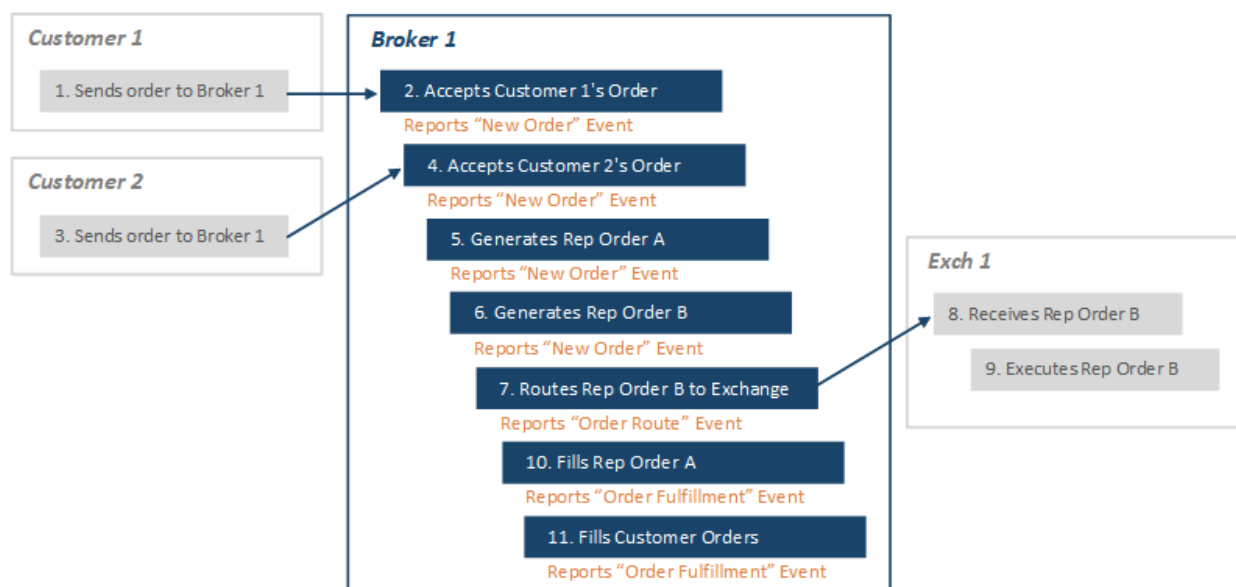 Customer 1
1. Sends order to Broker 1
Customer 2
3. Sends order to Broker 1
Broker 1
2. Accepts Customer 1's Order
Reports “New Order” Event
4. Accepts Customer 2's Order
Reports “New Order” Event
5. Generates Rep Order A
Reports “New Order” Event
6. Generates Rep Order B
Reports “New Order” Event
7. Routes Rep Order B to Exchange
Reports “Order Route” Event
10. Fills Rep Order A
Reports “Order Fulfillment” Event
11. Fills Customer Orders
Reports “Order Fulfillment” Event
Exch 1
8. Receives Rep Order B
9. Executes Rep Order B